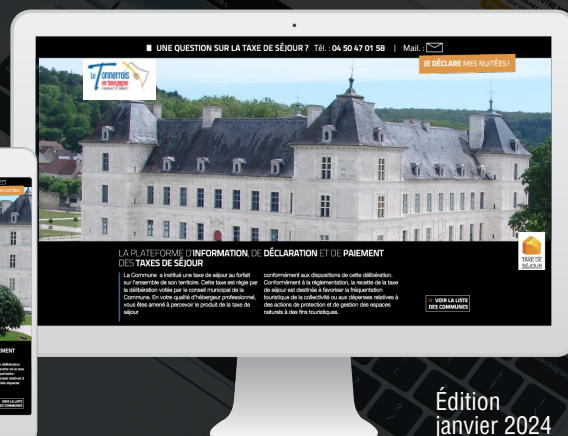 UNE QUESTION SUR LA TAXE DE SÉJOUR ? Tél. : 04 50 47 01 58 | Mail. :
JE DÉCLARE MES NUITÉES !
Le Tonnerrois
en bourgogne
COMMUNAUTÉ DE COMMUNES
LA PLATEFORME D'INFORMATION, DE DÉCLARATION ET DE PAIEMENT
DES TAXES DE SÉJOUR
La Commune a institué une taxe de séjour au forfait
sur l'ensemble de son territoire. Cette taxe est régie par
la délibération votée par le conseil municipal de la
Commune. En votre qualité d'hébergeur professionnel,
vous êtes amené à percevoir le produit de la taxe de
séjour
conformément aux dispositions de cette délibération.
Conformément à la réglementation, la recette de la taxe
de séjour est destinée à favoriser la fréquentation
touristique de la collectivité ou aux dépenses relatives à
des actions de protection et de gestion des espaces
naturels à des fins touristiques.
TAXE DE
SÉJOUR
VOIR LA LISTE
DES COMMUNES
Édition
janvier 2024